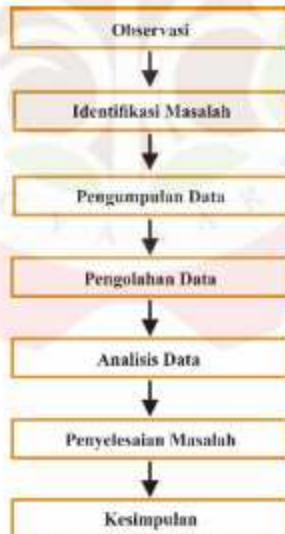 Observasi
Identifikasi Masalah
Pengumpulan Data
Pengolahan Data
Analisis Data
Penyelesaian Masalah
Kesimpulan